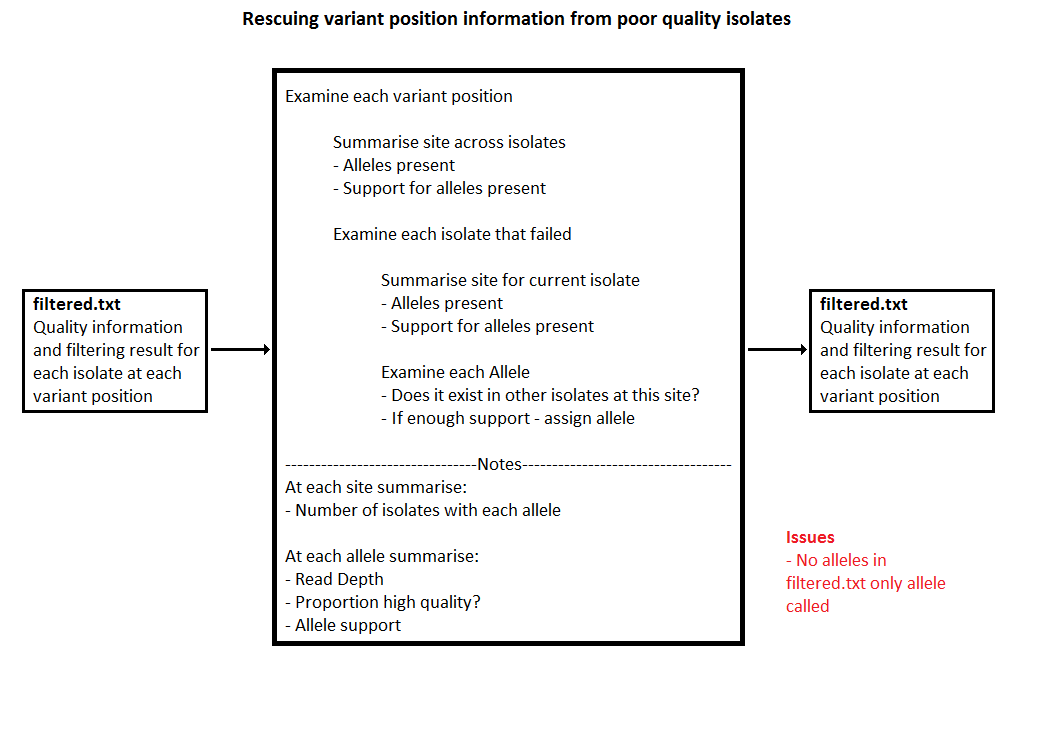 Rescuing variant position information from poor quality isolates
filtered.txt
Quality information
and filtering result for
each isolate at each
variant position
Examine each variant position
Summarise site across isolates
- Alleles present
- Support for alleles present
Examine each isolate that failed
Summarise site for current isolate
- Alleles present
- Support for alleles present
Examine each Allele
- Does it exist in other isolates at this site?
- If enough support - assign allele
--------------------------------Notes-----------------------------------
At each site summarise:
- Number of isolates with each allele
At each allele summarise:
- Read Depth
- Proportion high quality?
- Allele support
filtered.txt
Quality information
and filtering result for
each isolate at each
variant position
Issues
- No alleles in
filtered.txt only allele
called